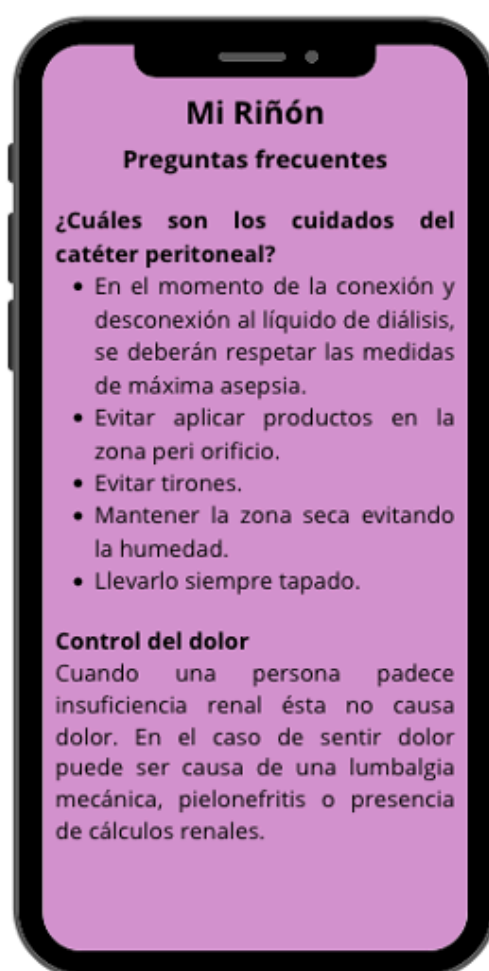 Mi Riñón
Preguntas frecuentes
¿Cuáles son los cuidados del
catéter peritoneal?
• En el momento de la conexión y
desconexión al líquido de diálisis,
se deberán respetar las medidas
de máxima asepsia.
• Evitar aplicar productos en la
zona peri orificio.
• Evitar tirones.
• Mantener la zona seca evitando
la humedad.
• Llevarlo siempre tapado.
Control del dolor
Cuando una persona padece
insuficiencia renal ésta no causa
dolor. En el caso de sentir dolor
puede ser causa de una lumbalgia
mecánica, pielonefritis o presencia
de cálculos renales.